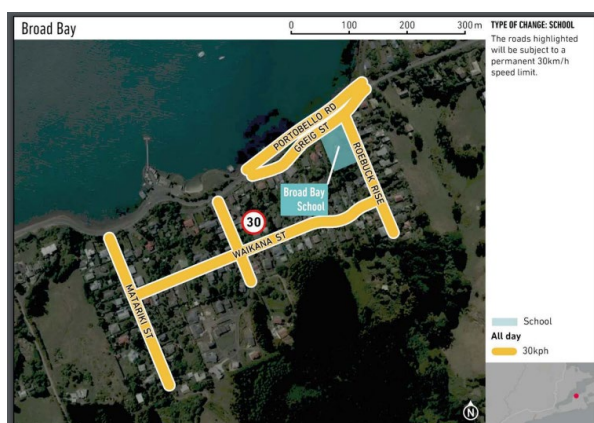 Broad Bay
0 100 200 300 m
TYPE OF CHANGE: SCHOOL
The roads highlighted
will be subject to a
permanent 30km/h
speed limit.
PORTOBELLO RD
GREIG ST
ROEBUCK RISE
Broad Bay
School
30
WAIKANA ST
MATARIKI ST
School
All day
30kph
N